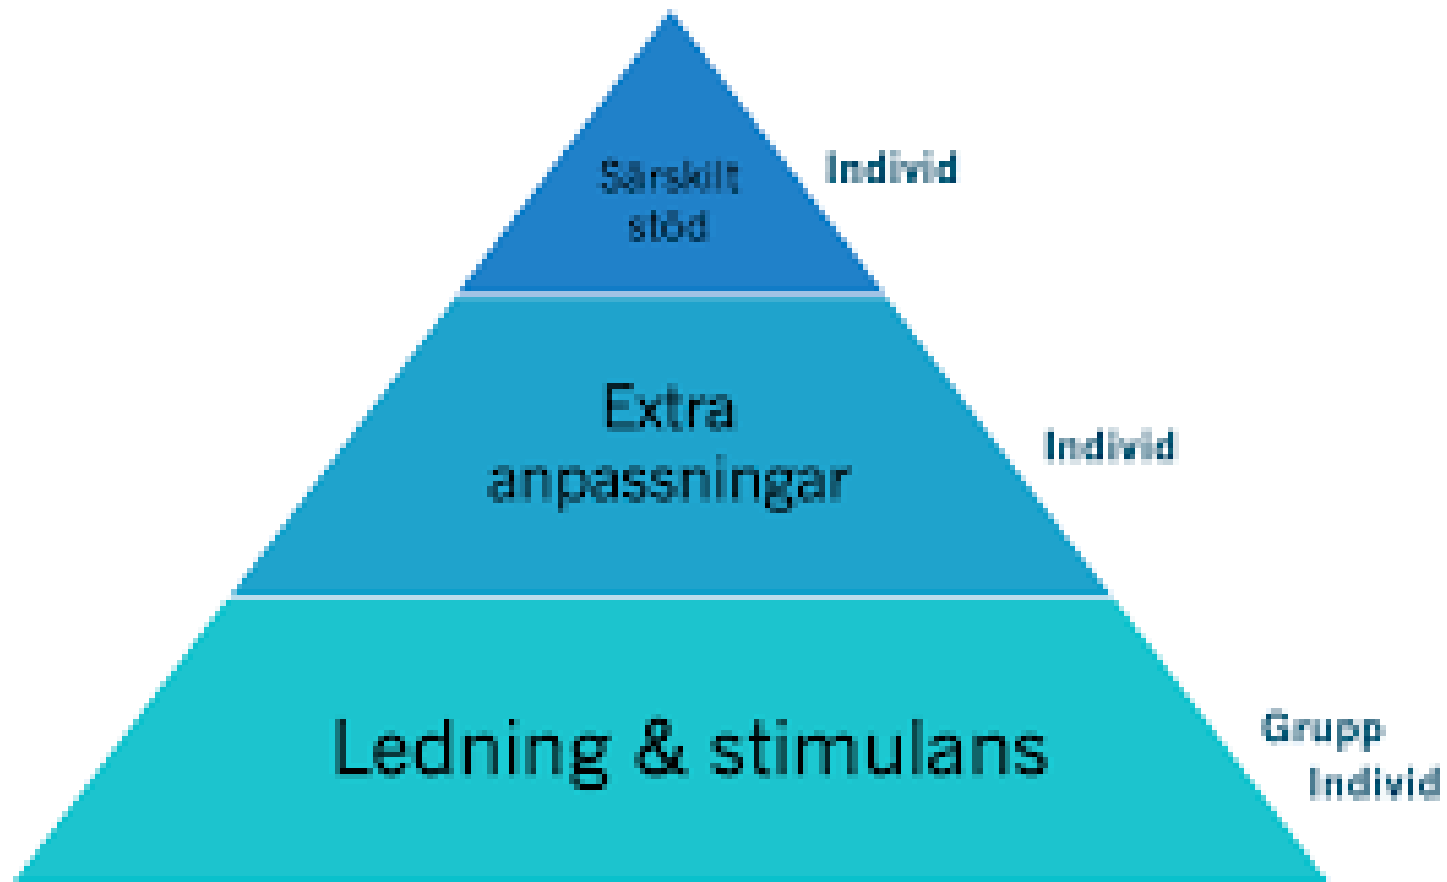 Särskilt
stöd
Individ
Extra
anpassningar
Individ
Ledning & stimulans
Grupp
Individ